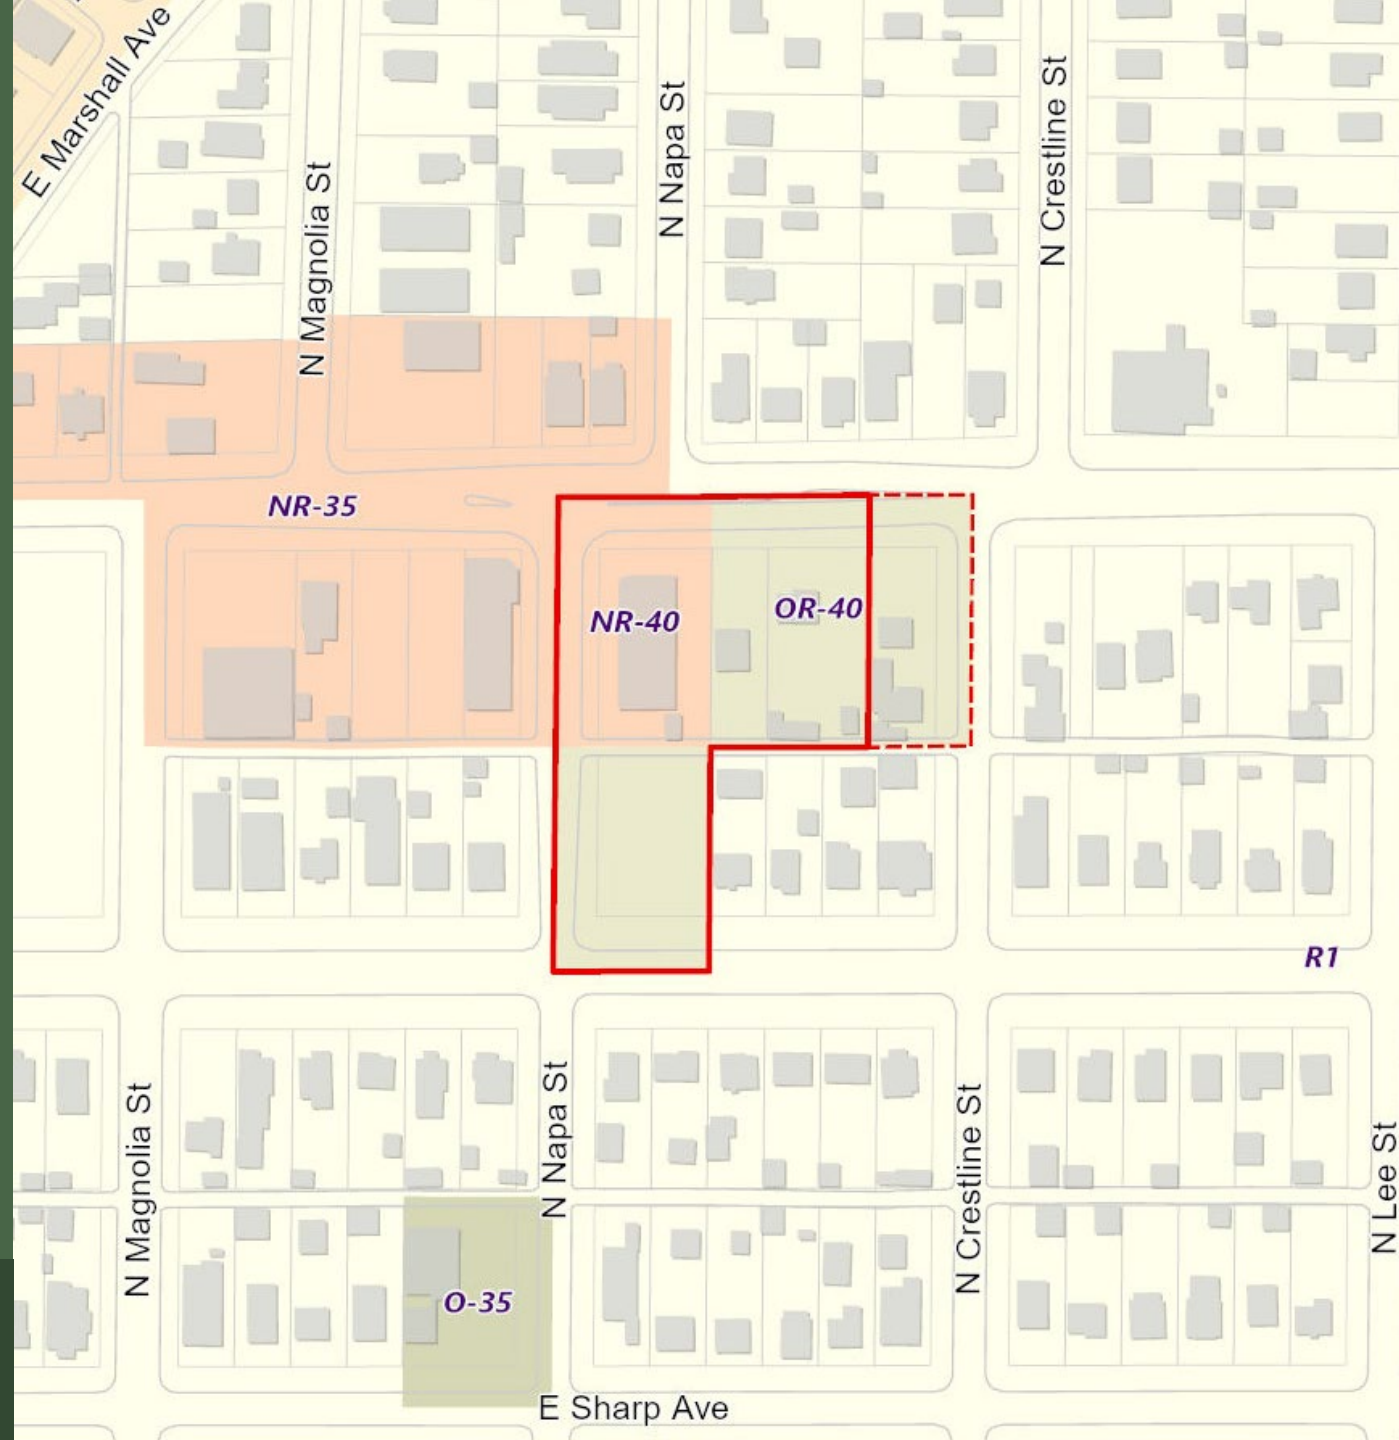 E Marshall Ave
N Magnolia St
N Napa St
N Crestline St
NR-35
NR-40
OR-40
R1
N Magnolia St
N Napa St
N Crestline St
N Lee St
O-35
E Sharp Ave